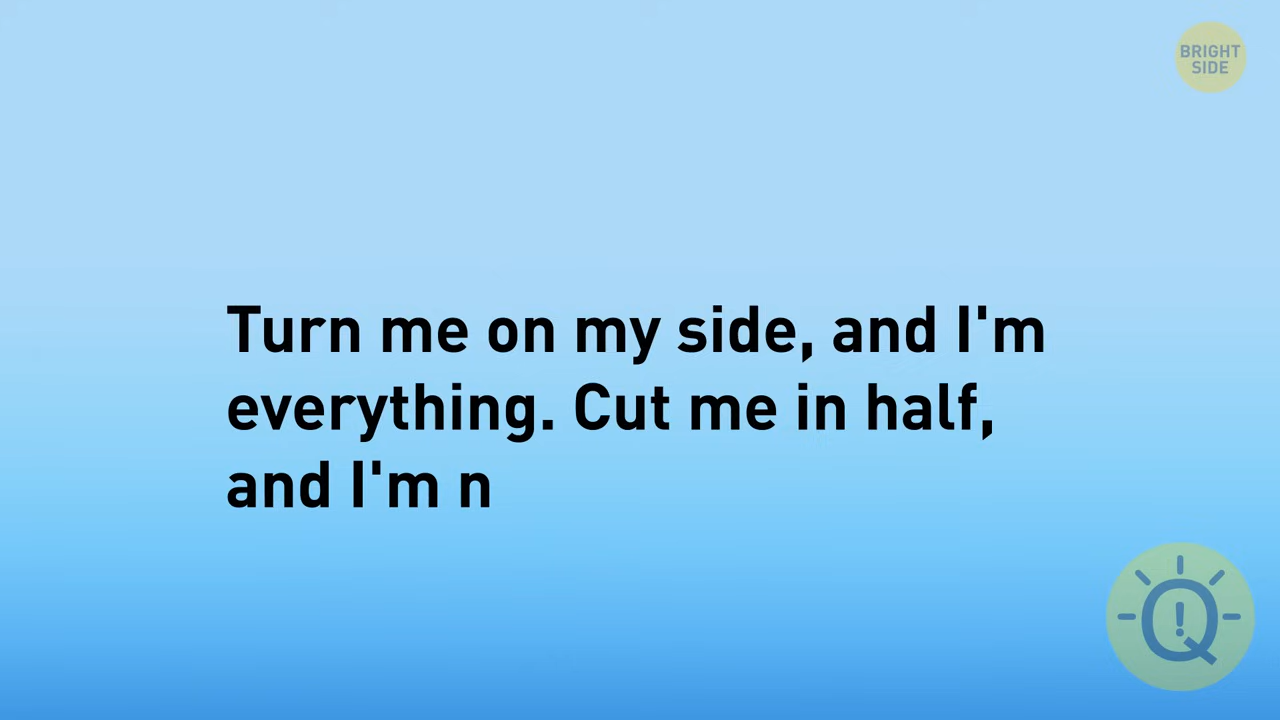 BRIGHT
SIDE
Turn me on my side, and I'm
everything. Cut me in half,
and I'm n
Q!